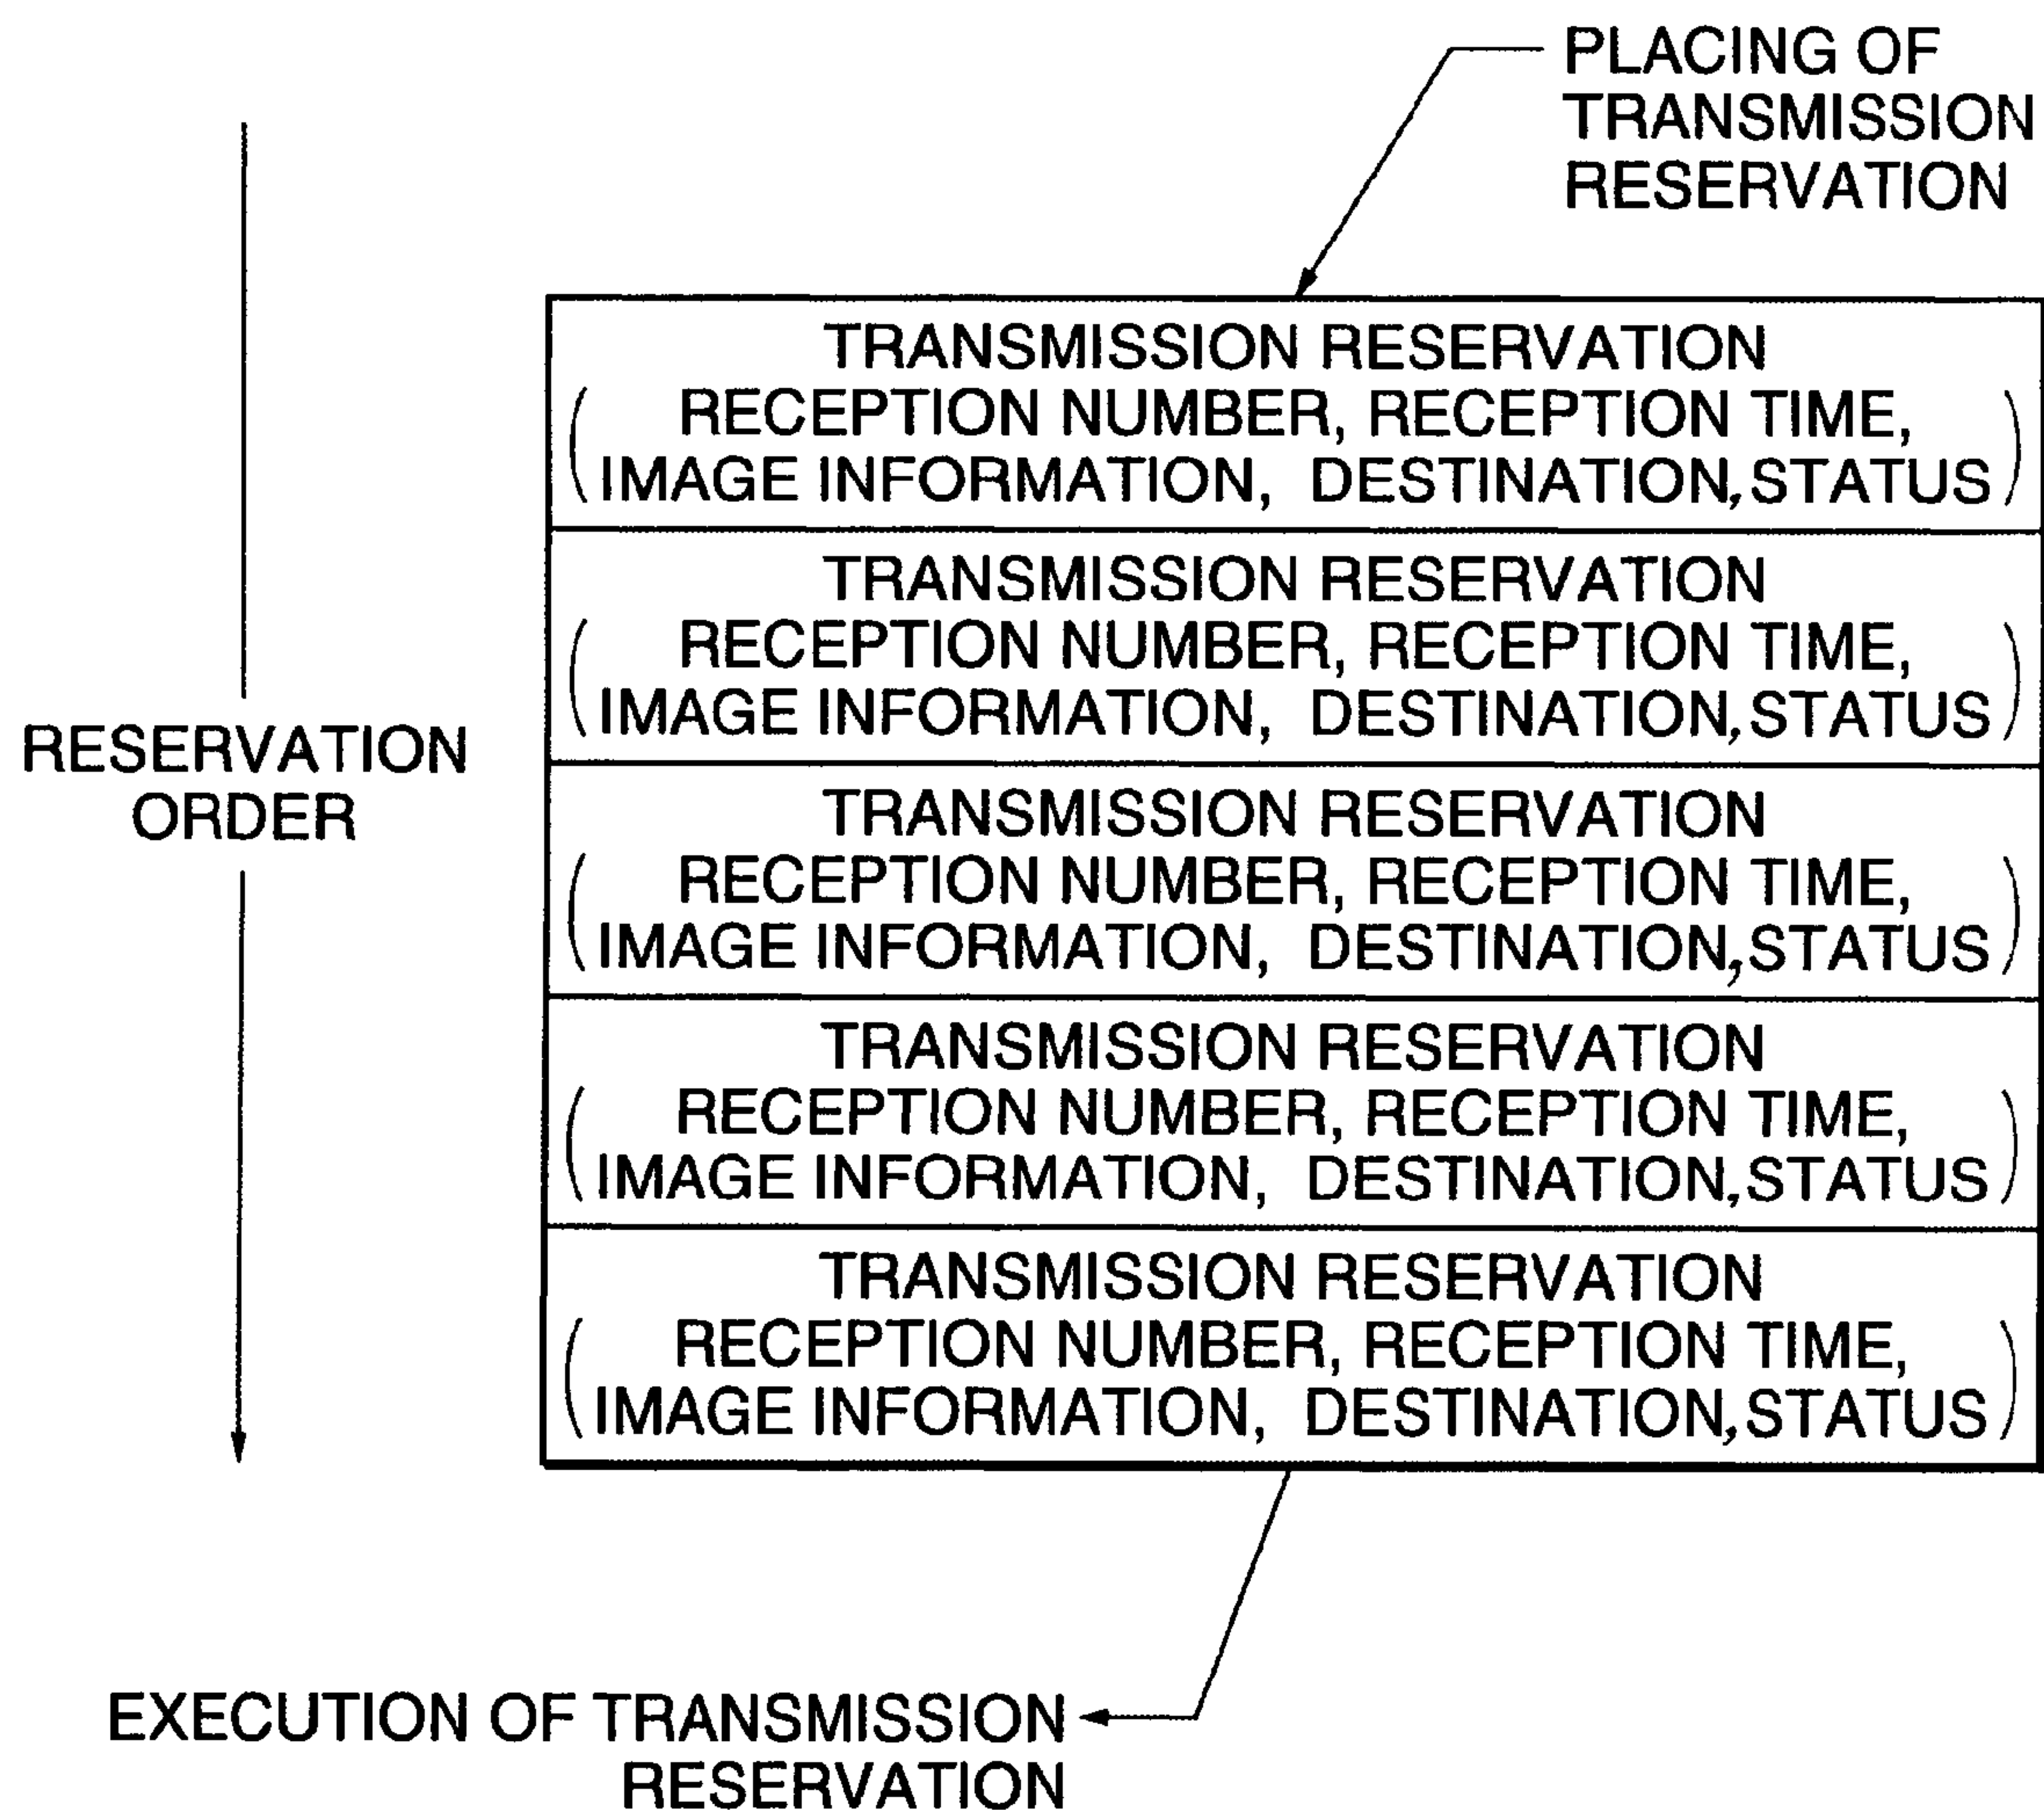 PLACING OF
TRANSMISSION
RESERVATION
TRANSMISSION RESERVATION
(RECEPTION NUMBER, RECEPTION TIME,
IMAGE INFORMATION, DESTINATION, STATUS)
TRANSMISSION RESERVATION
(RECEPTION NUMBER, RECEPTION TIME,
IMAGE INFORMATION, DESTINATION, STATUS)
RESERVATION
ORDER
TRANSMISSION RESERVATION
(RECEPTION NUMBER, RECEPTION TIME,
IMAGE INFORMATION, DESTINATION, STATUS)
TRANSMISSION RESERVATION
(RECEPTION NUMBER, RECEPTION TIME,
IMAGE INFORMATION, DESTINATION, STATUS)
TRANSMISSION RESERVATION
(RECEPTION NUMBER, RECEPTION TIME,
IMAGE INFORMATION, DESTINATION, STATUS)
EXECUTION OF TRANSMISSION
RESERVATION